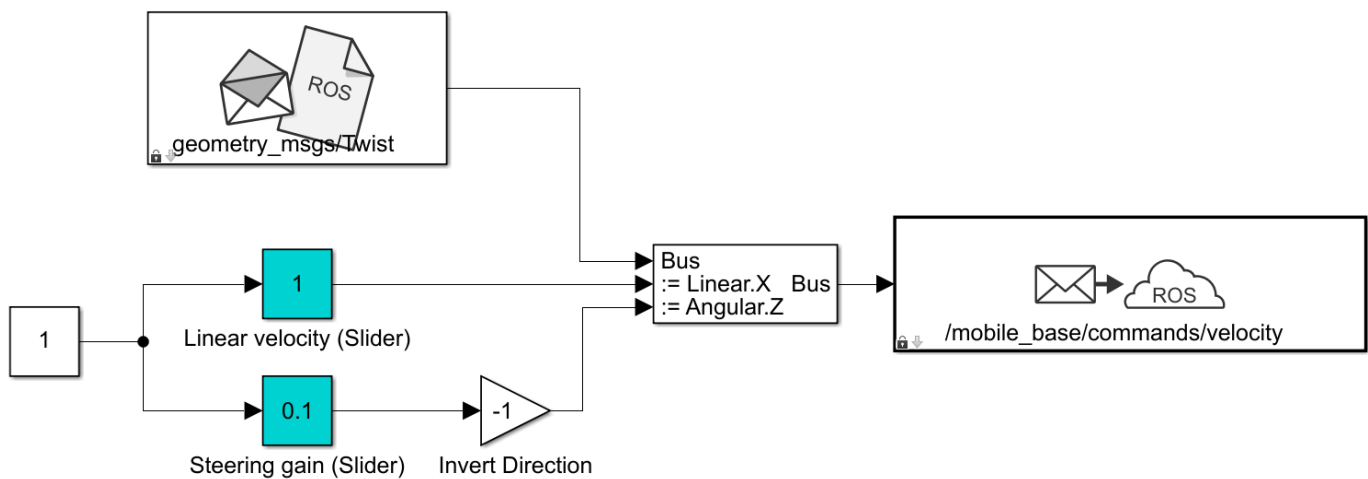 ROS
geometry_msgs/Twist
Bus
:= Linear.X Bus
:= Angular.Z
ROS
/mobile_base/commands/velocity
1
1
Linear velocity (Slider)
0.1
Steering gain (Slider)
-1
Invert Direction